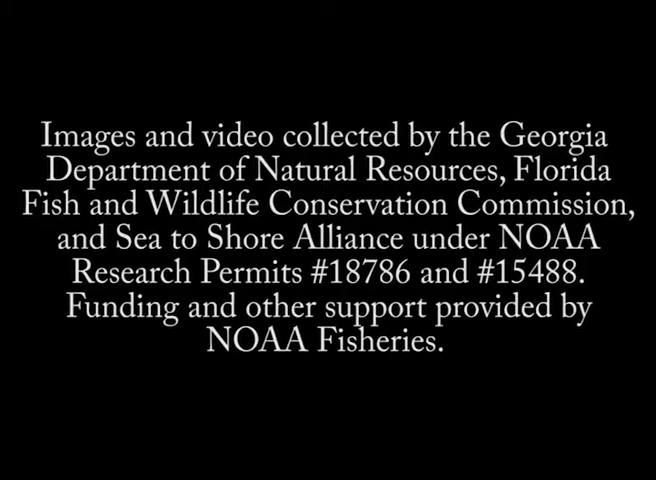 Images and video collected by the Georgia
Department of Natural Resources, Florida
Fish and Wildlife Conservation Commission,
and Sea to Shore Alliance under NOAA
Research Permits #18786 and #15488.
Funding and other support provided by
NOAA Fisheries.